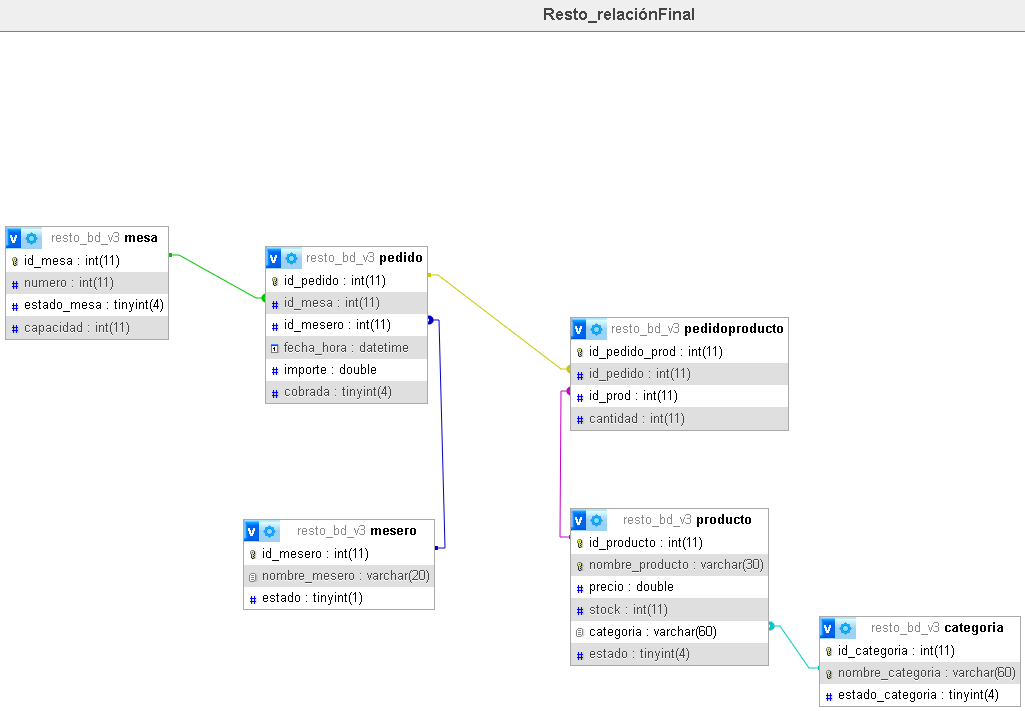 Resto_relaciónFinal
v resto_bd_v3 mesa
id_mesa : int(11)
# numero : int(11)
# estado_mesa : tinyint(4)
# capacidad : int(11)
v resto_bd_v3 pedido
id_pedido : int(11)
# id_mesa : int(11)
# id_mesero : int(11)
fecha_hora : datetime
# importe : double
# cobrada : tinyint(4)
v resto_bd_v3 pedidoproducto
id_pedido_prod : int(11)
# id_pedido : int(11)
# id_prod : int(11)
# cantidad : int(11)
v resto_bd_v3 mesero
id_mesero : int(11)
nombre_mesero : varchar(20)
# estado : tinyint(1)
v resto_bd_v3 producto
id_producto : int(11)
nombre_producto : varchar(30)
# precio : double
# stock : int(11)
categoria : varchar(60)
# estado : tinyint(4)
v resto_bd_v3 categoria
id_categoria : int(11)
nombre_categoria : varchar(60)
# estado_categoria : tinyint(4)